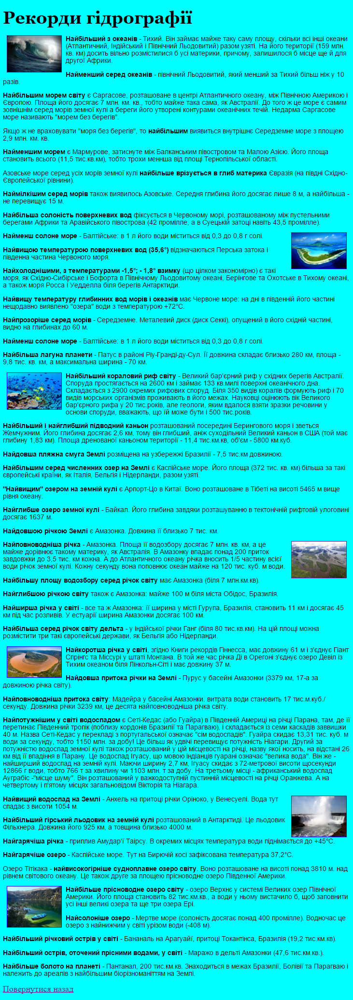 Рекорди гідрографії
Найбільший з океанів - Тихий. Він займає майже таку саму площу, скільки всі інші океани
(Атлантичний, Індійський і Північний Льодовитий) разом узяті. На його території (159 млн.
кв. км) досить вільно розмістилися б усі материки, причому, залишилося б місце ще й для
другої Африки.
Найменший серед океанів - північний Льодовитий, який менший за Тихий більш ніж у 10
разів.
Найбільшим морем світу є Саргасове, розташоване в центрі Атлантичного океану, між Північною Америкою і
Європою. Площа його досягає 7 млн. км. кв., тобто майже така сама, як Австралії. До того ж це море є самим
зовнішнім серед морів земної кулі а береги його утворені контурами океанічних течій. Недарма Саргасове
море називають "морем без берегів".
Якщо ж не враховувати "моря без берегів", то найбільшим виявиться внутрішнє Середземне море з площею
2,9 млн. км. кв.
Найменшим морем є Мармурове, затиснуте між Балканським півостровом та Малою Азією. Його площа
становить всього (11,5 тис.кв.км), тобто трохи меннша від площі Тернопільської області.
Азовське море серед усіх морів земної кулі найбільше врізується в глиб материка Євразія (на півдні Східно-
Європейської рівнини).
Наймілкішим серед морів також виявилось Азовське. Середня глибина його досягає лише 8 м, а найбільша -
не перевищує 15 м.
Найбільша солоність поверхневих вод фіксується в Червоному морі, розташованому між пустельними
берегами Африки та Аравійського півострова (42 промілле, а в Суецькій затоці навіть 43,5 промілле).
Найменш солоне море - Балтійське: в 1 л його води міститься від 0,3 до 0,8 г солі.
Найвищою температурою поверхневих вод (35,6°) відзначаються Перська затока і
південна частина Червоного моря.
Найхолоднішими, з температурами -1,5°; - 1,8° взимку (що цілком закономірно) є такі
моря, як Східно-Сибірське і Бофорта в Північному Льодовитому океані, Берінгове та Охотське в Тихому океані,
а також моря Росса і Уедделла біля берегів Антарктиди.
Найвищу температуру глибинних вод морів і океанів має Червоне море: на дні в південній його частині
нещодавно виявлено "озера" води з температурою +72°С.
Найпрозоріше серед морів - Середземне. Металевий диск (диск Секкі), опущений в його східній частині,
видно на глибинах до 60 м.
Найменш солоне море - Балтійське: в 1 л його води міститься від 0,3 до 0,8 г солі.
Найбільша лагуна планети - Патус в районі Ріу-Гранді-ду-Сул. Її довжина складає близько 280 км, площа -
9,8 тис. кв. км, а максимальна ширина - 70 км.
Найбільший кораловий риф світу - Великий бар'єрний риф у східних берегів Австралії.
Споруда простягається на 2600 км і займає 133 кв.милі поверхні океанічного дна.
Складається з 2900 окремих рифових споруд. Біля 350 видів коралів формують риф і 70
видів морських організмів проживають в його межах. Науковці оцінюють вік Великого
бар'єрного рифа у 20 тис.років, але геологи, яким вдалося взяти зразки речовини у
основи споруди, вважають, що їй може бути і 500 тис.років.
Найбільший і найглибший підводний каньон розташований посередині Берингового моря і зветься
Жемчужним. Його глибина досягає 2,6 км, тому він глибший, аніж суходільний Великий каньон в США (той має
глибину 1,83 км). Площа дренованої каньоном території - 11,4 тис.км.кв, об'єм - 5800 км.куб.
Найдовша пляжна смуга Землі розміщена на узбережжі Бразилії - 7,5 тис.км довжиною.
Найбільшим серед численних озер на Землі є Каспійське море. Його площа (372 тис. кв. км) більша за такі
європейські країни, як Італія, Бельгія і Нідерланди, разом узяті.
"Найвищим" озером на земній кулі є Арпорт-Цо в Китаї. Воно розташоване в Тібеті на висоті 5465 м вище
рівня океану.
Найглибше озеро земної кулі - Байкал. Його глибина завдяки розташуванню в тектонічній рифтовій улоговині
досягає 1637 м.
Найдовшою річкою Землі є Амазонка. Довжина її близько 7 тис. км.
Найповноводніша річка - Амазонка. Площа її водозбору досягає 7 млн. кв. км, а це
майже дорівнює такому материку, як Австралія. В Амазонку впадає понад 200 приток
завдовжки до 3,5 тис. км кожна. А до Атлантичного океану річка вносить 1/5 частину всієї
води річок земної кулі. Кожну секунду вона поповнює океан майже на 120 тис. куб. м води.
Найбільшу площу водозбору серед річок світу має Амазонка (біля 7 млн.км.кв).
Найглибшою річкою світу також є Амазонка: майже 100 м біля міста Обідос, Бразилія.
Найширша річка у світі - все та ж Амазонка: її ширина у місті Гурупа, Бразилія, становить 11 км і досягає 45
км під час розливів. У естуарії ширина Амазонки досягає 100 км.
Найбільша серед річок світу дельта - у індійської річки Ганг (біля 80 тис.кв.км). На цій площі можна
розмістити три такі європейські держави, як Бельгія або Нідерланди.
Найкоротша річка у світі, згідно Книги рекордів Гіннесса, має довжину 61 м і з'єднує Гіант
Спрінгс та Міссурі у штаті Монтана. В той же час річка Ді в Орегоні з'єднує озеро Девіл із
Тихим океаном біля Лінкольн-Сіті і має довжину 37 м.
Найдовша притока річки на Землі - Пурус у басейні Амазонки (3379 км, 17-а за
довжиною річка світу).
Найповноводніша притока світу: Мадейра у басейні Амазонки. витрата води становить 17 тис.м.куб./
секунду. Довжина річки 3239 км, це десята найповноводніша річка світу.
Найпотужнішим у світі водоспадом є Сеті-Кедас (або Гуайра) в Південній Америці на річці Парана, там, де її
перетинає Південний тропік (поблизу кордонів Бразилії та Парагваю), і складається із семи каскадів заввишки
40 м. Назва Сеті-Кедас у перекладі з португальської означає "сім водоспадів". Гуайра скидає 13,31 тис. куб. м
води за секунду, тобто 1150 млн. за добу! Це більш як удвічі перевищує потужність Ніагари. Другий за
потужністю водоспад земної кулі також розташований у цій місцевості на річці, назву якої носить, на відстані 26
км від її впадіння в Парану. Це водоспад Ігуасу, що мовою індіанців гуарані означає "велика вода". Він же -
найширший водоспад на земній кулі. Маючи ширину 2,7 км, Ігуасу скидає з 72-метрової висоти щосекунди
12866 г води, тобто 766 т за хвилину чи 1103 млн. т за добу. На третьому місці - африканський водоспад
Ауграбіс -"місце шуму". Він розташований у важкодоступній пустинній місцевості на річці Оранжева. А на
четвертому і п'ятому місцях загальновідомі Вікторія та Ніагара.
Найвищий водоспад на Землі - Анхель на притоці річки Оріноко, у Венесуелі. Вода тут
спадає з висоти 1054 м.
Найбільший гірський льодовик на земній кулі розташований в Антарктиді. Це льодовик
Фільхнера. Довжина його 925 км, а товщина близько 4000 м.
Найгарячіша річка - приплив Амудар'ї Таірсу. В окремих місцях температура води піднімається до +45°С.
Найгарячіше озеро - Каспійське море. Тут на Бирючій косі зафіксована температура 37,2°С.
Озеро Тітікака - найвисокогірніше судноплавне озеро світу. Воно розташоване на висоті понад 3810 м. над
рівнем світового океану. Це також друге за площею прісноводне озеро Південної Америки.
Найбільше прісноводне озеро світу - озеро Верхнє у системі Великих озер Північної
Америки. Його площа становить 82 тис.км.кв., а води у ньому вистачило б, щоб заповнити
усі інші великі озера та ще три озера Ері.
Найсолоніше озеро - Мертве море (солоність досягає понад 400 промілле). Водночас це
озеро з найнижчим у світі урізом води (-408 м).
Найбільший річковий острів у світі - Бананаль на Арагуайї, притоці Токантінса, Бразилія (19,2 тис.км.кв).
Найбільший острів, оточений прісними водами, у світі - Маражо в дельті Амазонки (47,6 тис.км.кв.).
Найбільше болото на планеті - Пантанал, 200 тис.км.кв. Знаходиться в межах Бразилії, Болівії та Парагваю і
належить до ареалів з найбільшим біорізноманіттям на Землі.
Повернутися назад